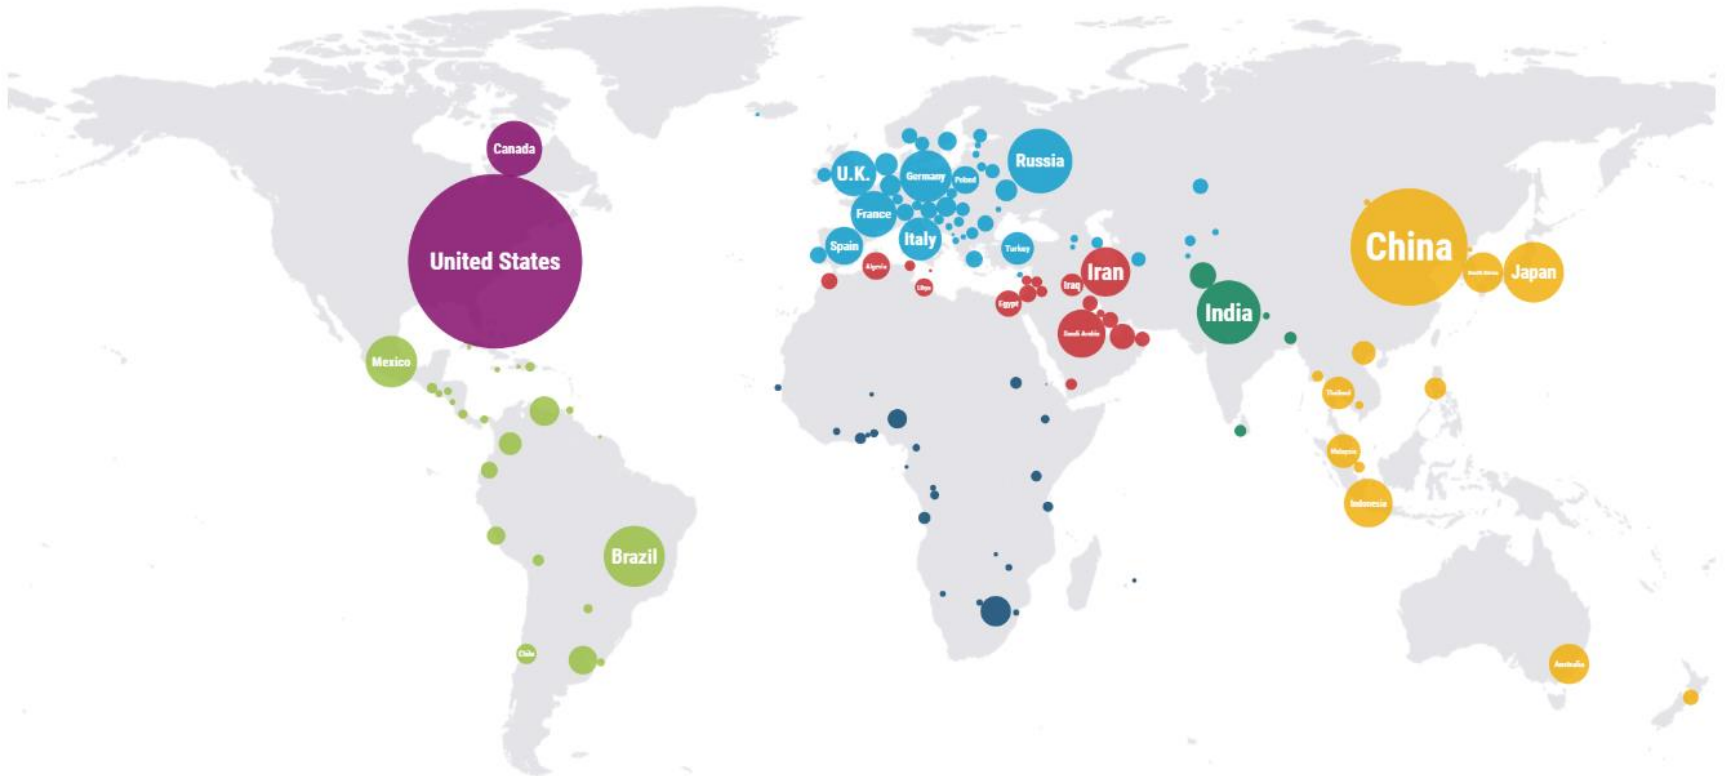 Canada
United States
Mexico
Brazil
Chile
U.K.
Germany
Poland
Russia
France
Spain
Italy
Turkey
Algeria
Libya
Egypt
Iraq
Iran
Saudi Arabia
India
China
South Korea
Japan
Thailand
Malaysia
Indonesia
Australia